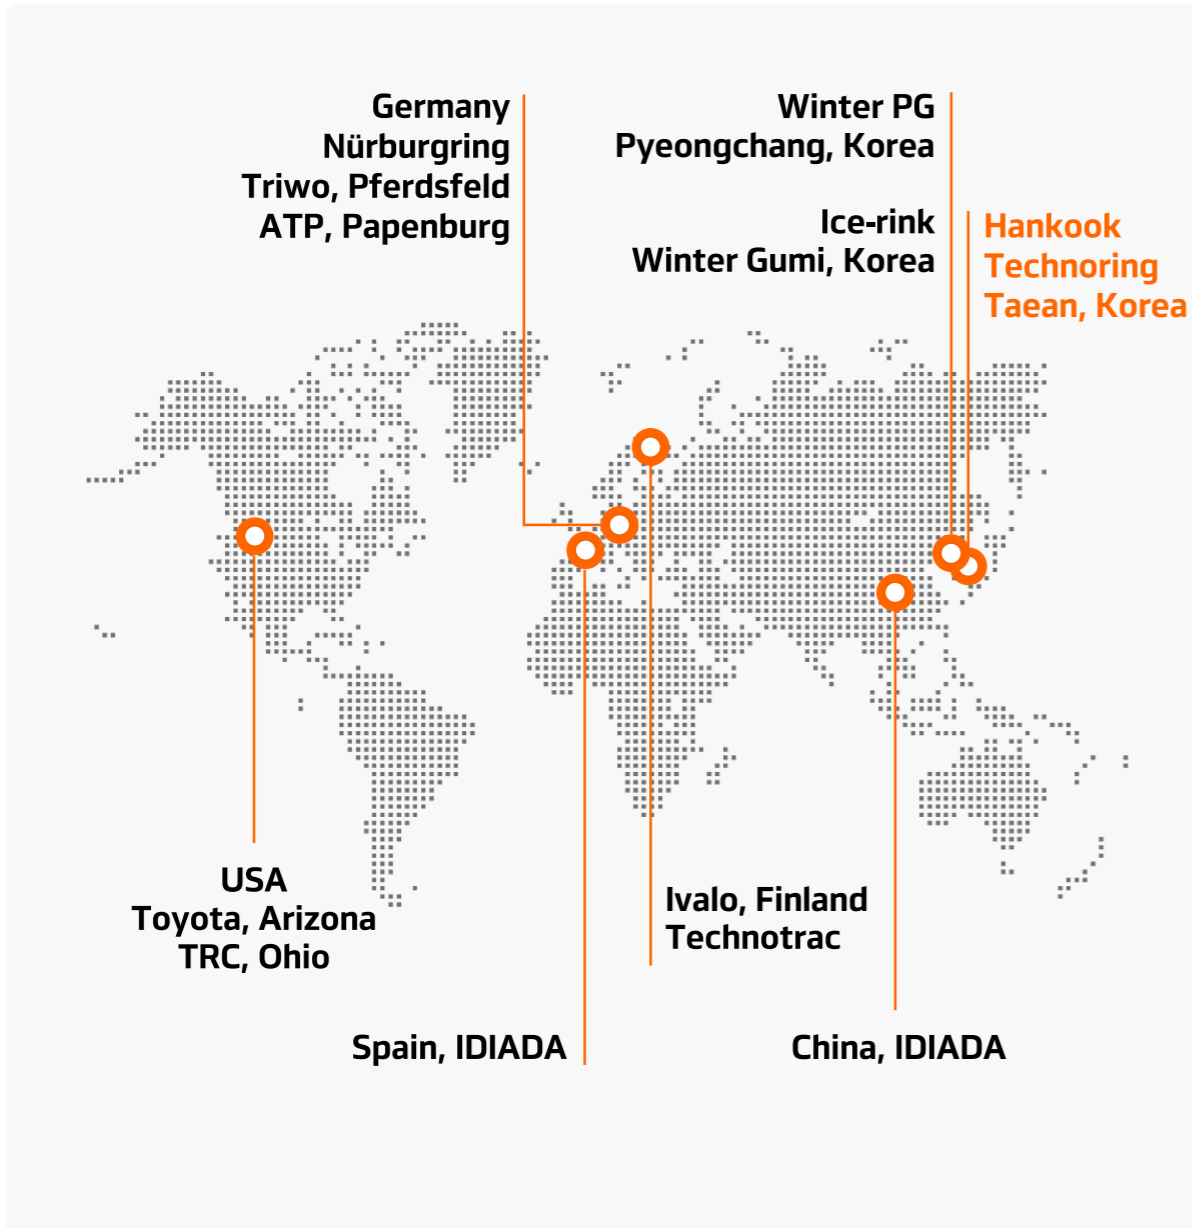 Germany
Nürburgring
Triwo, Pferdsfeld
ATP, Papenburg
Winter PG
Pyeongchang, Korea
Ice-rink
Winter Gumi, Korea
Hankook
Technoring
Taean, Korea
USA
Toyota, Arizona
TRC, Ohio
Ivalo, Finland
Technotrac
Spain, IDIADA
China, IDIADA